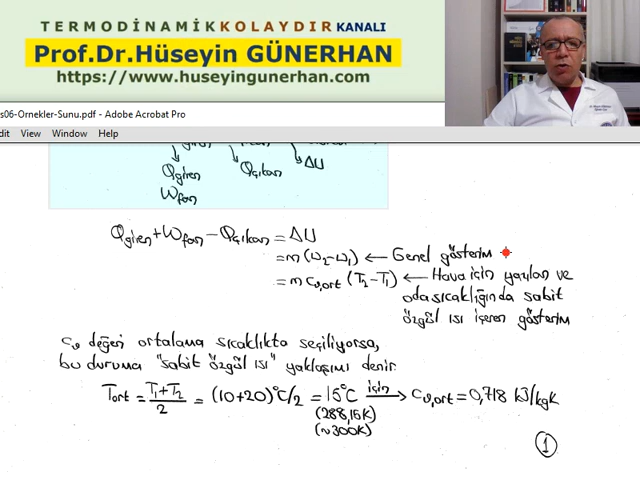 TERMODİNAMİKKOLAYDIR KANALI
Prof.Dr.Hüseyin GÜNERHAN
https://www.huseyingunerhan.com
s06-Ornekler-Sunu.pdf - Adobe Acrobat Pro
dit View Window Help
Qgiren Qçıkan ΔU
Wfan
Qgiren+Wfan-Qçıkan = ΔU
= m(u2-u1) ← Genel gösterim
= m cv,ort (T2-T1) ← Hava için yazılan ve
oda sıcaklığında sabit
özgül ısı içeren gösterim
cv değeri ortalama sıcaklıkta seçiliyorsa,
bu duruma "sabit özgül ısı" yaklaşımı denir.
Tort = T1+T2/2 = (10+20)°C/2 = 15°C için → cv,ort = 0,718 kJ/kgK
(288,15K)
(~300K)
1